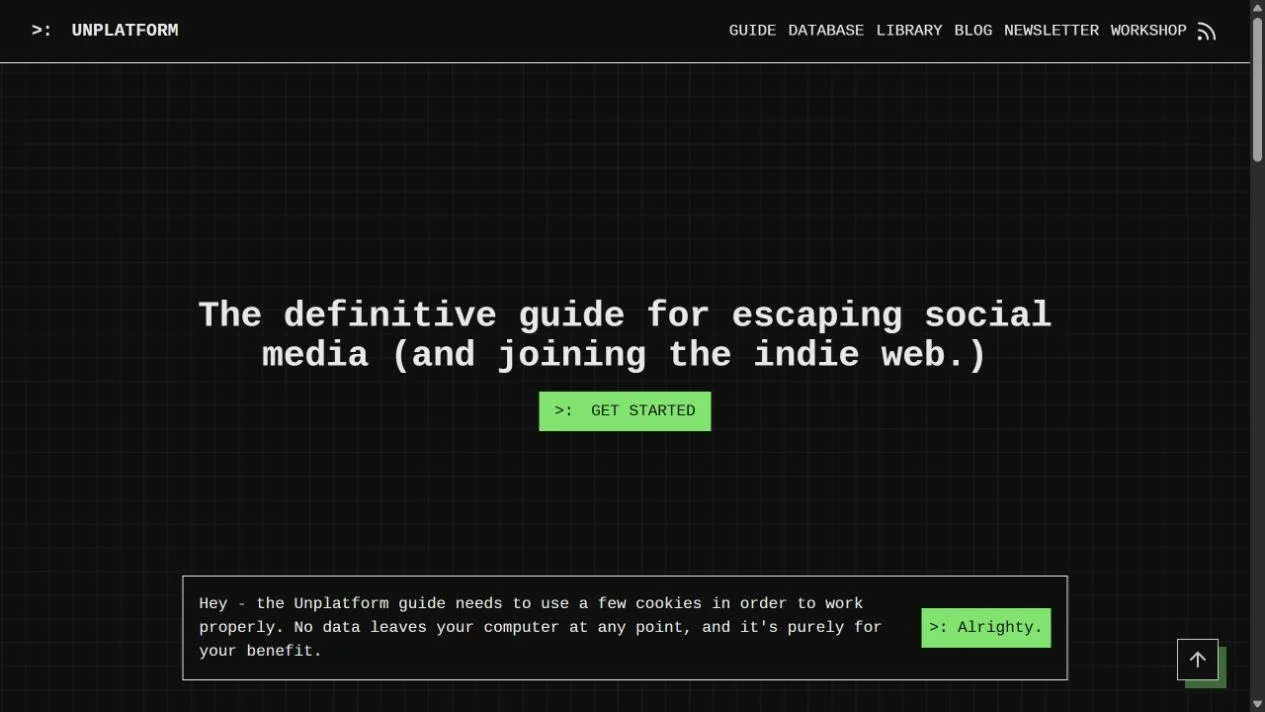 >: UNPLATFORM
GUIDE DATABASE LIBRARY BLOG NEWSLETTER WORKSHOP
The definitive guide for escaping social
media (and joining the indie web.)
>: GET STARTED
Hey - the Unplatform guide needs to use a few cookies in order to work
properly. No data leaves your computer at any point, and it's purely for
your benefit.
>: Alrighty.